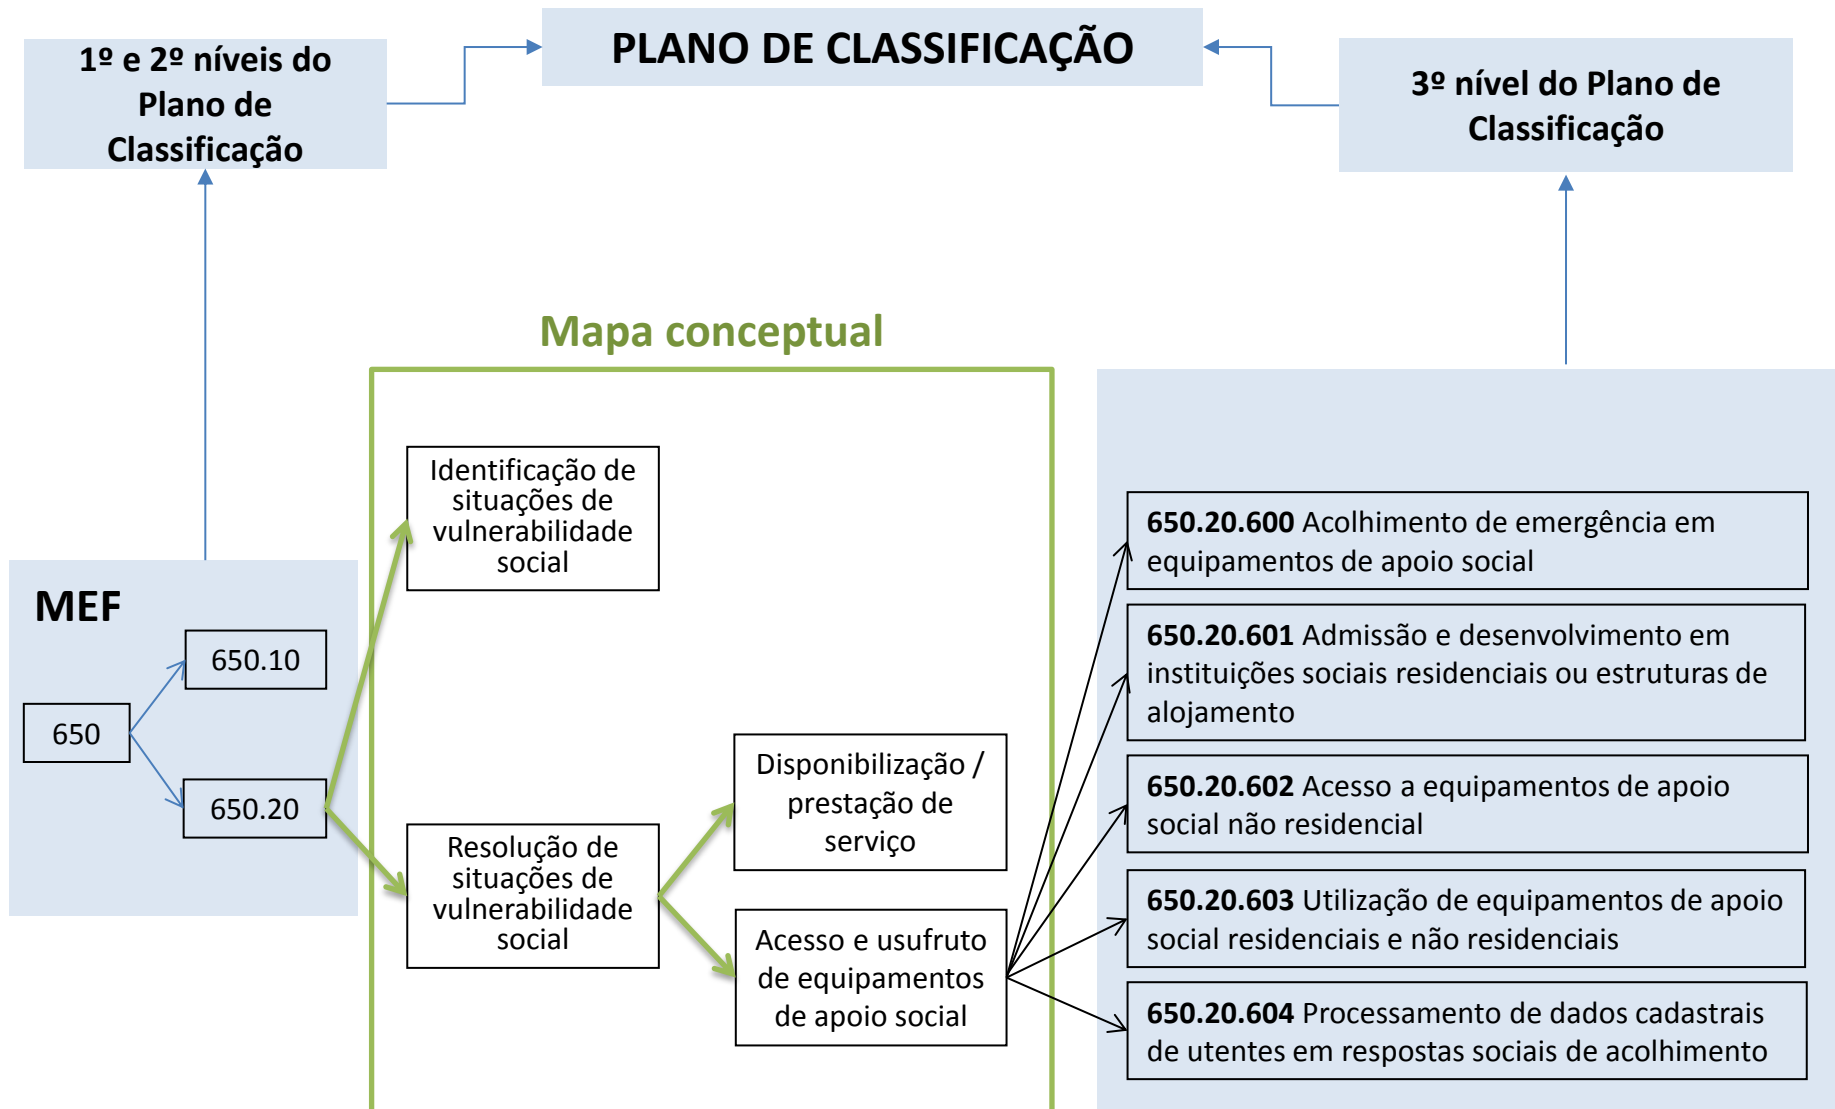 PLANO DE CLASSIFICAÇÃO
1º e 2º níveis do
Plano de
Classificação
3º nível do Plano de
Classificação
Mapa conceptual
MEF
650
650.10
650.20
Identificação de
situações de
vulnerabilidade
social
Resolução de
situações de
vulnerabilidade
social
Disponibilização /
prestação de
serviço
Acesso e usufruto
de equipamentos
de apoio social
650.20.600 Acolhimento de emergência em
equipamentos de apoio social
650.20.601 Admissão e desenvolvimento em
instituições sociais residenciais ou estruturas de
alojamento
650.20.602 Acesso a equipamentos de apoio
social não residencial
650.20.603 Utilização de equipamentos de apoio
social residenciais e não residenciais
650.20.604 Processamento de dados cadastrais
de utentes em respostas sociais de acolhimento